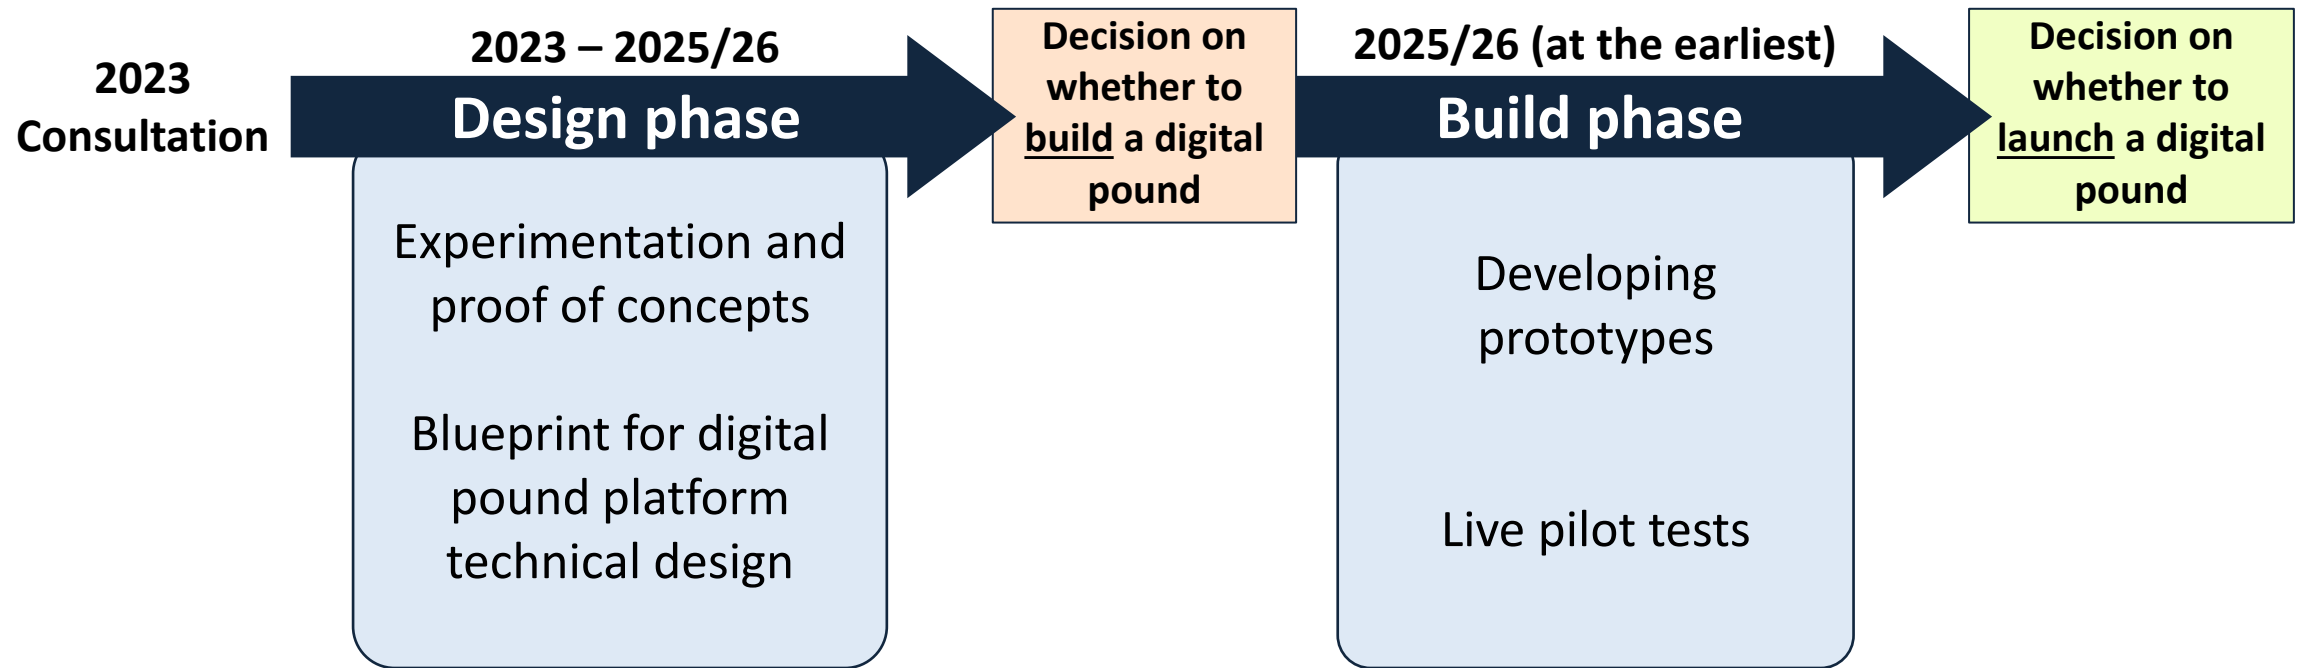 2023
Consultation
2023 – 2025/26
Design phase
Experimentation and
proof of concepts
Blueprint for digital
pound platform
technical design
Decision on
whether to
build a digital
pound
2025/26 (at the earliest)
Build phase
Developing
prototypes
Live pilot tests
Decision on
whether to
launch a digital
pound